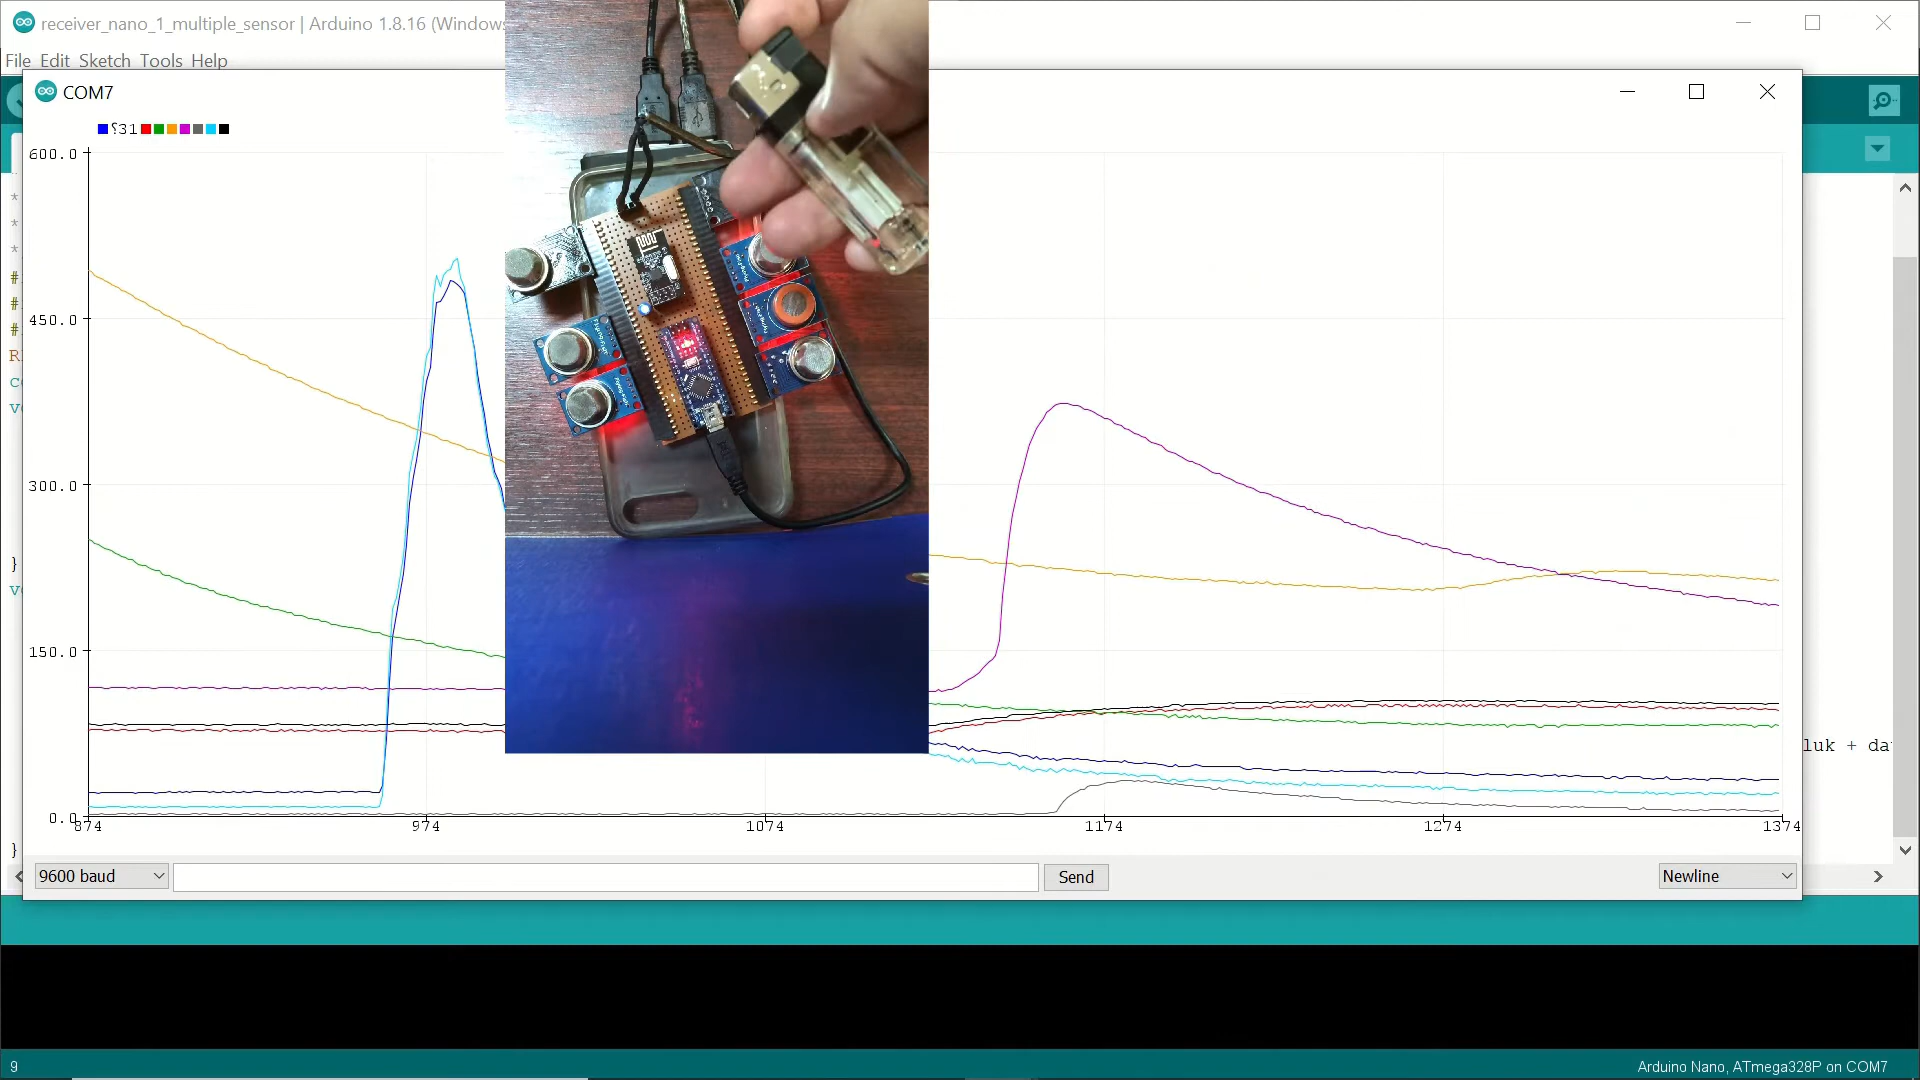 receiver_nano_1_multiple_sensor | Arduino 1.8.16 (Windows
File Edit Sketch Tools Help
COM7
ʕ31
600.0
450.0
300.0
150.0
0.0
874 974 1074 1174 1274 1374
*
*
*
#
#
#
R
c
v
}
v
}
luk + da
9600 baud
Send
Newline
9
Arduino Nano, ATmega328P on COM7